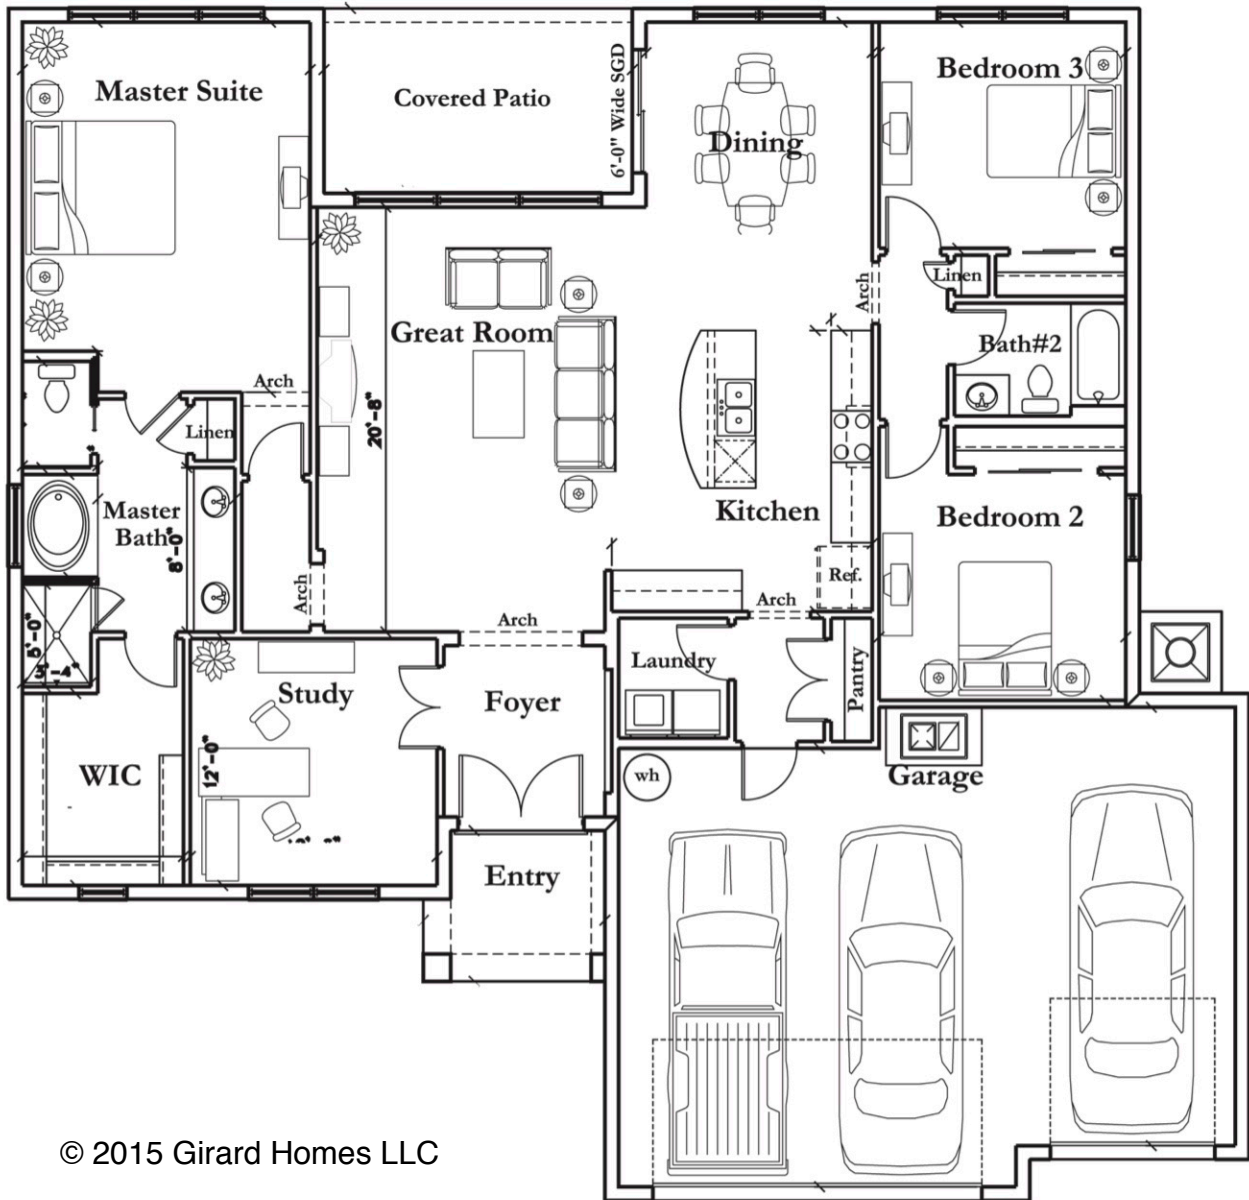 Master Suite
Covered Patio
6'-0" Wide SGD
Dining
Bedroom 3
Linen
Arch
Great Room
Bath#2
Arch
Linen
20'-8"
Master
Bath
8'-0"
Kitchen
Bedroom 2
Ref.
Arch
Arch
Arch
5'-0"
Laundry
Pantry
Study
Foyer
12'-0"
WIC
wh
Garage
Entry
© 2015 Girard Homes LLC